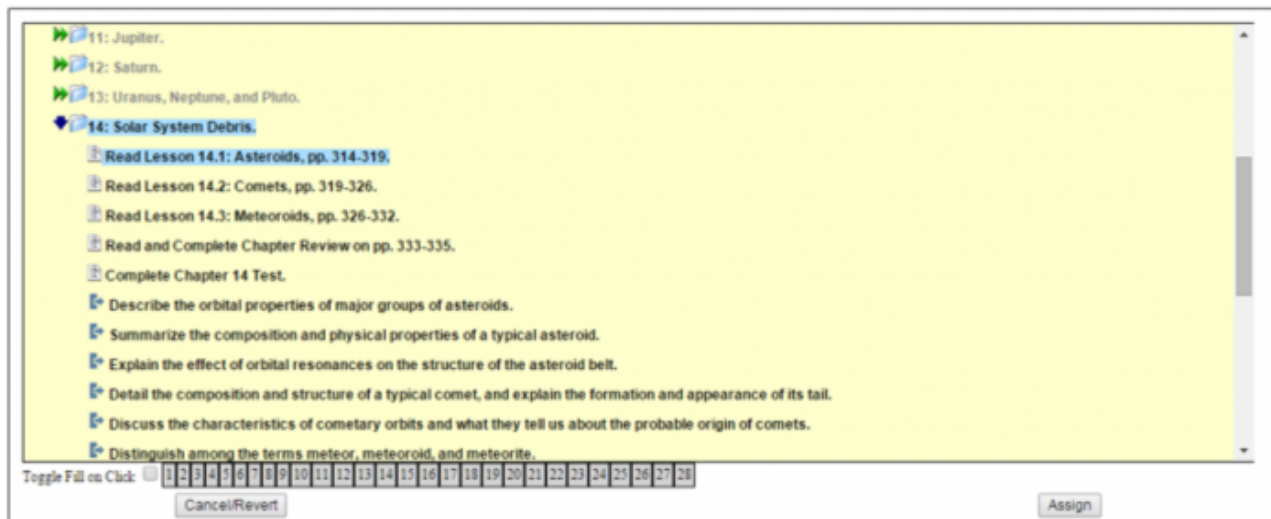 11: Jupiter.
12: Saturn.
13: Uranus, Neptune, and Pluto.
14: Solar System Debris.
Read Lesson 14.1: Asteroids, pp. 314-319.
Read Lesson 14.2: Comets, pp. 319-326.
Read Lesson 14.3: Meteoroids, pp. 326-332.
Read and Complete Chapter Review on pp. 333-335.
Complete Chapter 14 Test.
Describe the orbital properties of major groups of asteroids.
Summarize the composition and physical properties of a typical asteroid.
Explain the effect of orbital resonances on the structure of the asteroid belt.
Detail the composition and structure of a typical comet, and explain the formation and appearance of its tail.
Discuss the characteristics of cometary orbits and what they tell us about the probable origin of comets.
Distinguish among the terms meteor, meteoroid, and meteorite.
Toggle Fill on Click: 1 2 3 4 5 6 7 8 9 10 11 12 13 14 15 16 17 18 19 20 21 22 23 24 25 26 27 28
Cancel/Revert Assign